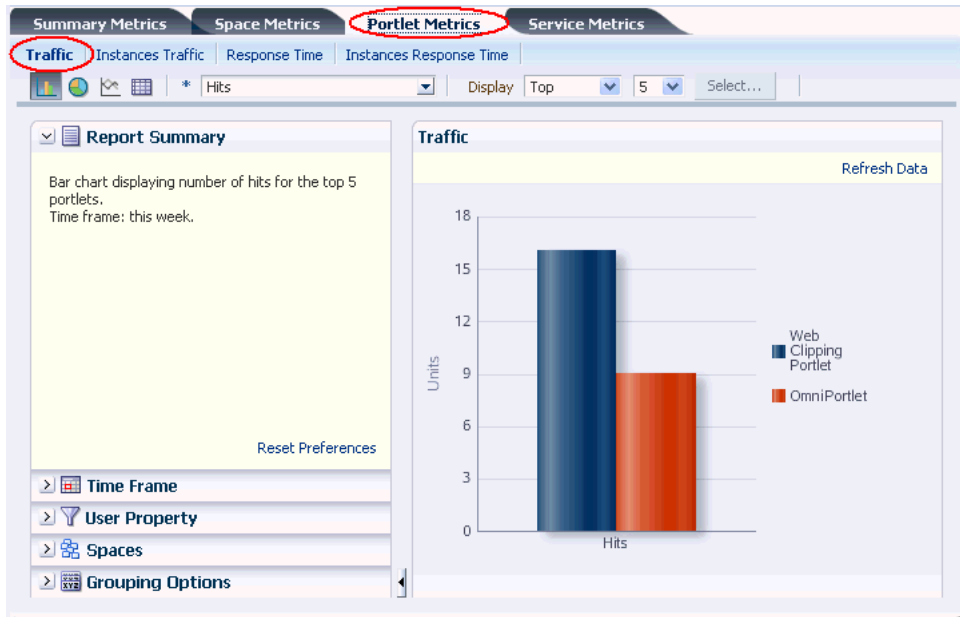 Summary Metrics Space Metrics Portlet Metrics Service Metrics
Traffic Instances Traffic Response Time Instances Response Time
* Hits Display Top 5 Select...
Report Summary
Bar chart displaying number of hits for the top 5
portlets.
Time frame: this week.
Reset Preferences
Time Frame
User Property
Spaces
Grouping Options
Traffic
Refresh Data
18
15
12
9
6
3
0
Units
Hits
Web
Clipping
Portlet
OmniPortlet